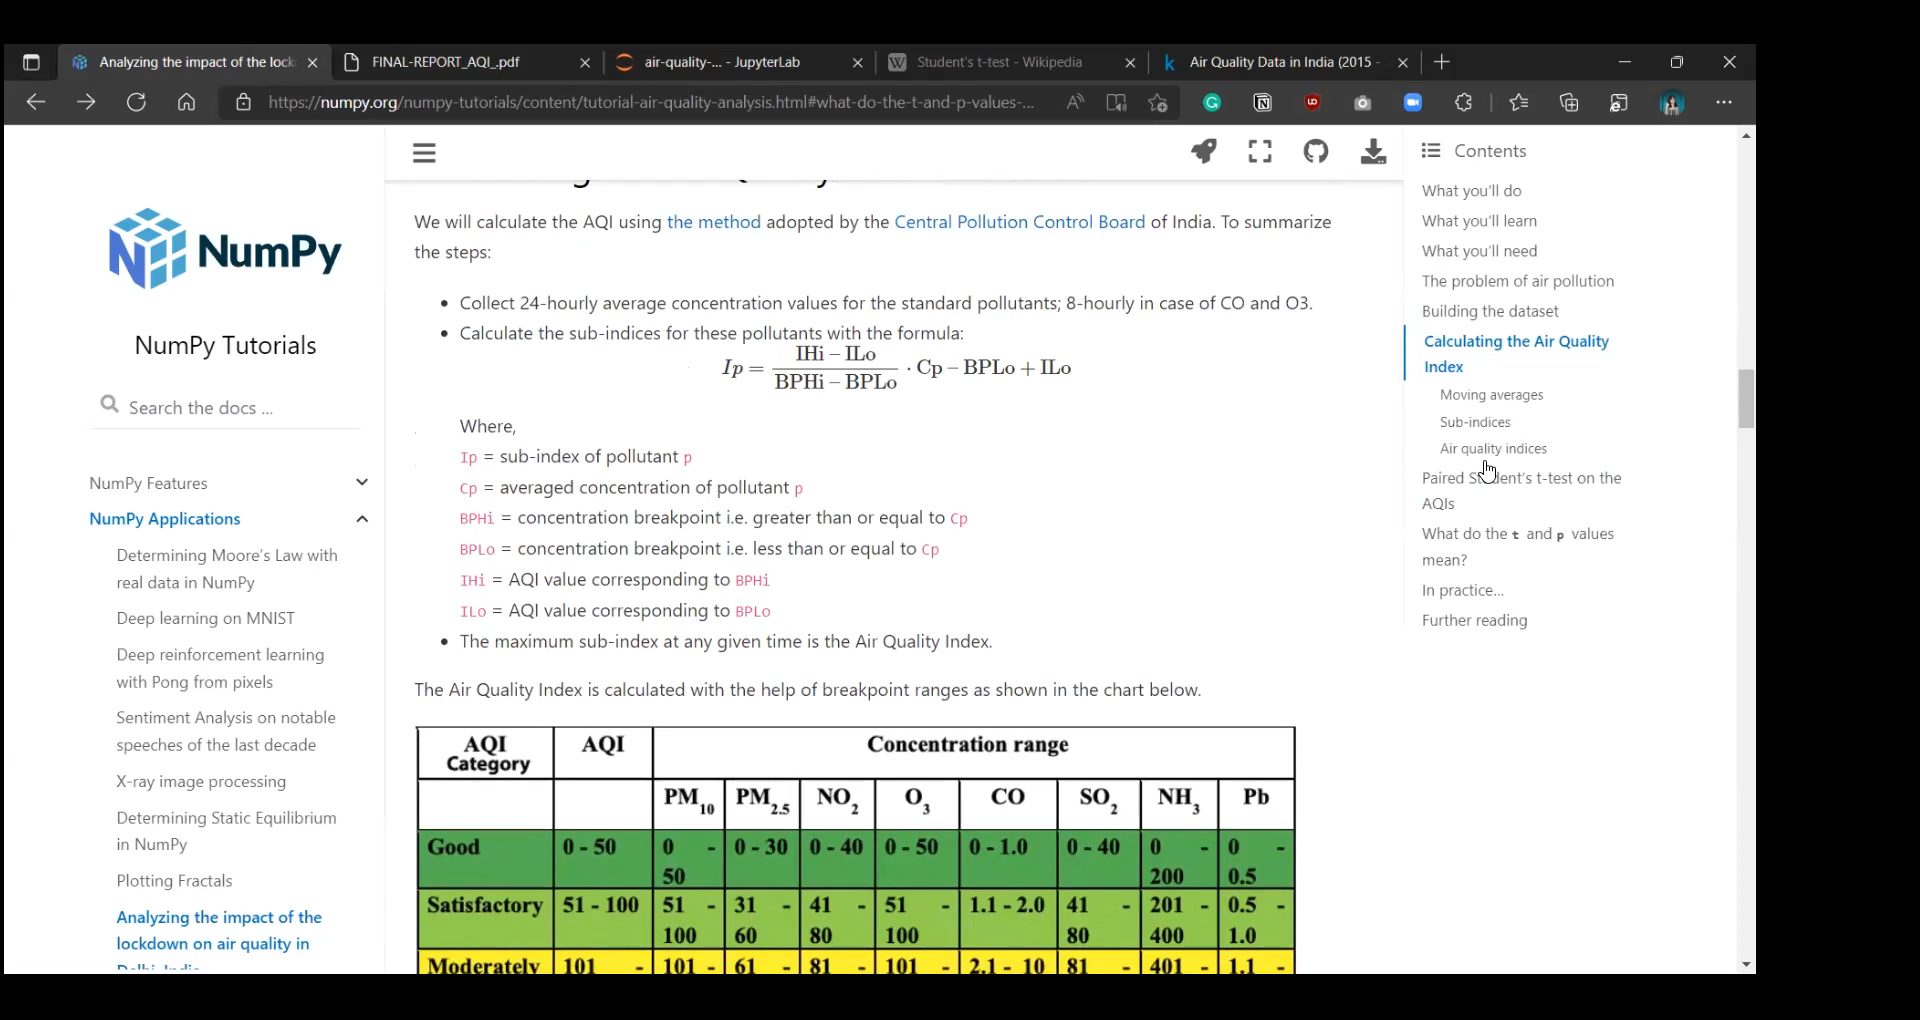 Analyzing the impact of the lock
FINAL-REPORT_AQI_.pdf
air-quality-... - JupyterLab
Student's t-test - Wikipedia
Air Quality Data in India (2015 -
https://numpy.org/numpy-tutorials/content/tutorial-air-quality-analysis.html#what-do-the-t-and-p-values-...
NumPy
NumPy Tutorials
Search the docs ...
NumPy Features
NumPy Applications
Determining Moore's Law with
real data in NumPy
Deep learning on MNIST
Deep reinforcement learning
with Pong from pixels
Sentiment Analysis on notable
speeches of the last decade
X-ray image processing
Determining Static Equilibrium
in NumPy
Plotting Fractals
Analyzing the impact of the
lockdown on air quality in
Delhi, India
We will calculate the AQI using the method adopted by the Central Pollution Control Board of India. To summarize
the steps:
• Collect 24-hourly average concentration values for the standard pollutants; 8-hourly in case of CO and O3.
• Calculate the sub-indices for these pollutants with the formula:
Ip = IHi – ILo / BPHi – BPLo · Cp – BPLo + ILo
Where,
Ip = sub-index of pollutant p
Cp = averaged concentration of pollutant p
BPHi = concentration breakpoint i.e. greater than or equal to Cp
BPLo = concentration breakpoint i.e. less than or equal to Cp
IHi = AQI value corresponding to BPHi
ILo = AQI value corresponding to BPLo
• The maximum sub-index at any given time is the Air Quality Index.
The Air Quality Index is calculated with the help of breakpoint ranges as shown in the chart below.
AQI Category AQI Concentration range
PM10 PM2.5 NO2 O3 CO SO2 NH3 Pb
Good 0 - 50 0 - 50 0 - 30 0 - 40 0 - 50 0 - 1.0 0 - 40 0 - 200 0 - 0.5
Satisfactory 51 - 100 51 - 100 31 - 60 41 - 80 51 - 100 1.1 - 2.0 41 - 80 201 - 400 0.5 - 1.0
Moderately 101 - 101 - 61 - 81 - 101 - 2.1 - 10 81 - 401 - 1.1 -
Contents
What you'll do
What you'll learn
What you'll need
The problem of air pollution
Building the dataset
Calculating the Air Quality
Index
Moving averages
Sub-indices
Air quality indices
Paired Student's t-test on the
AQIs
What do the t and p values
mean?
In practice...
Further reading